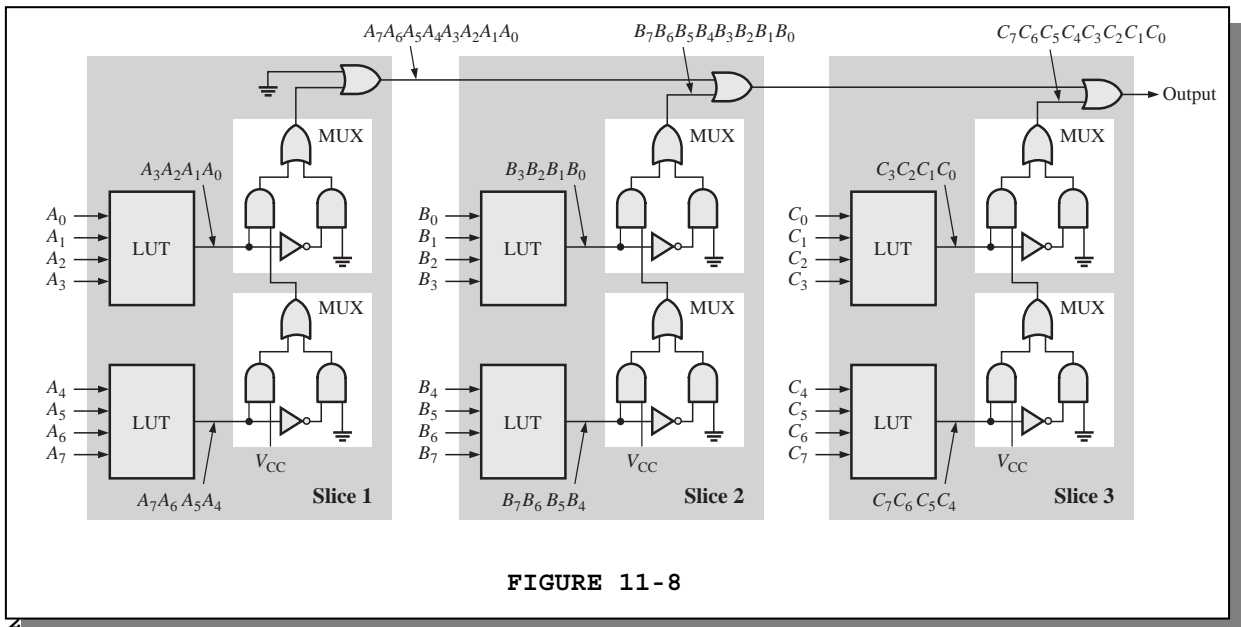 A₇A₆A₅A₄A₃A₂A₁A₀
B₇B₆B₅B₄B₃B₂B₁B₀
C₇C₆C₅C₄C₃C₂C₁C₀
Output
MUX
MUX
MUX
A₃A₂A₁A₀
B₃B₂B₁B₀
C₃C₂C₁C₀
A₀
A₁
A₂
A₃
LUT
B₀
B₁
B₂
B₃
LUT
C₀
C₁
C₂
C₃
LUT
MUX
MUX
MUX
A₄
A₅
A₆
A₇
LUT
B₄
B₅
B₆
B₇
LUT
C₄
C₅
C₆
C₇
LUT
V_CC
V_CC
V_CC
A₇A₆ A₅A₄
Slice 1
B₇B₆ B₅B₄
Slice 2
C₇C₆ C₅C₄
Slice 3
FIGURE 11-8